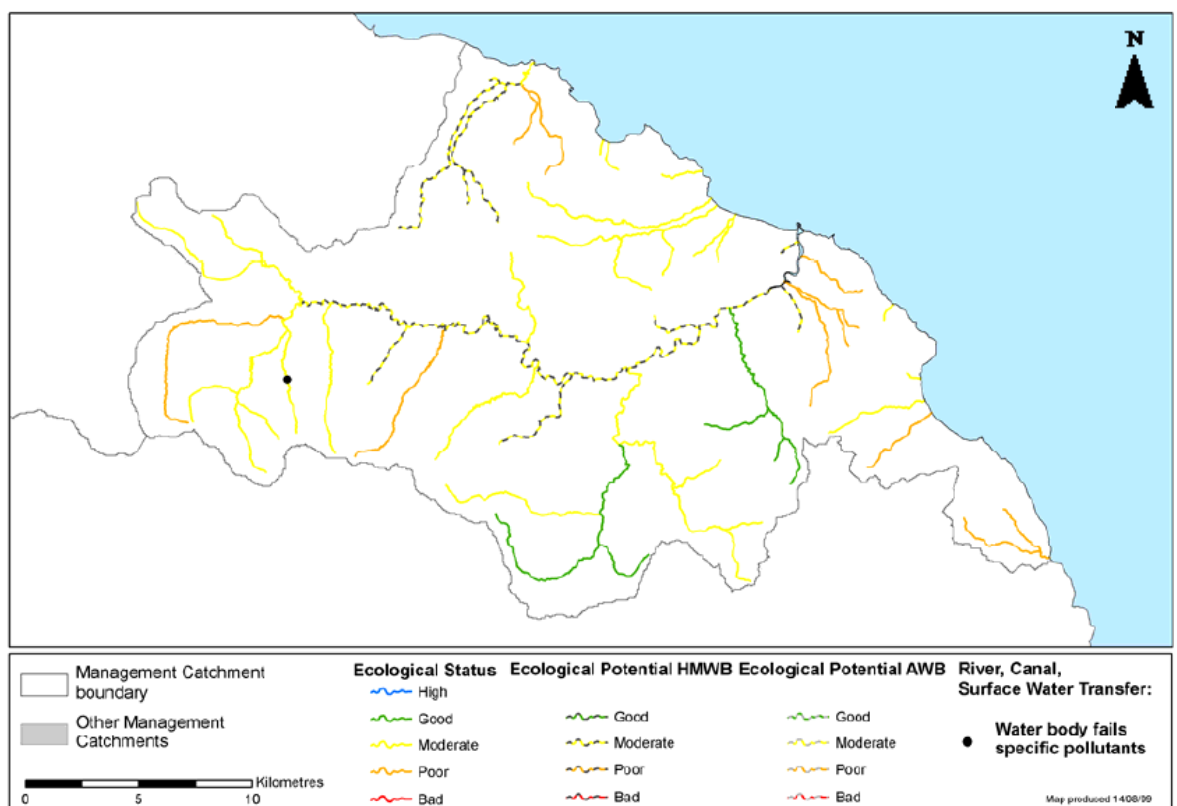 N
Management Catchment
boundary
Other Management
Catchments
0 5 10 Kilometres
Ecological Status
High
Good
Moderate
Poor
Bad
Ecological Potential HMWB
Good
Moderate
Poor
Bad
Ecological Potential AWB
Good
Moderate
Poor
Bad
River, Canal,
Surface Water Transfer:
Water body fails
specific pollutants
Map produced 14/08/09